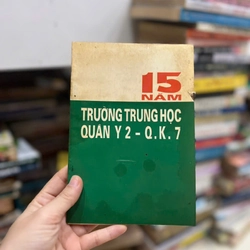 15
NĂM
TRƯỜNG TRUNG HỌC
QUÂN Y 2 - Q.K.7